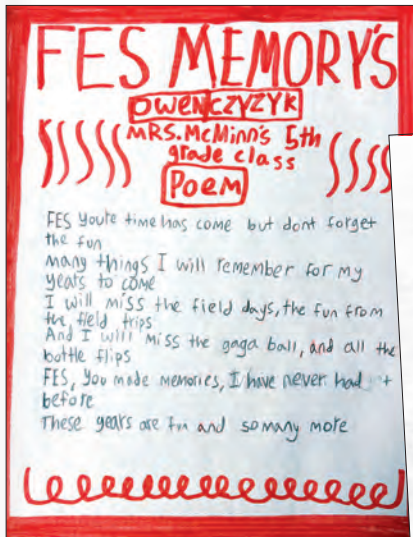 FES MEMORY'S
OWEN CZYZYK
MRS. McMinn's 5th
grade class
Poem
FES Youre time has come but dont forget
the fun
many things I will remember for my
years to come
I will miss the field days, the fun from
the field trips
And I will miss the gaga ball, and all the
bottle flips
FES, You made memories, I have never had
before
These years are fun and so many more